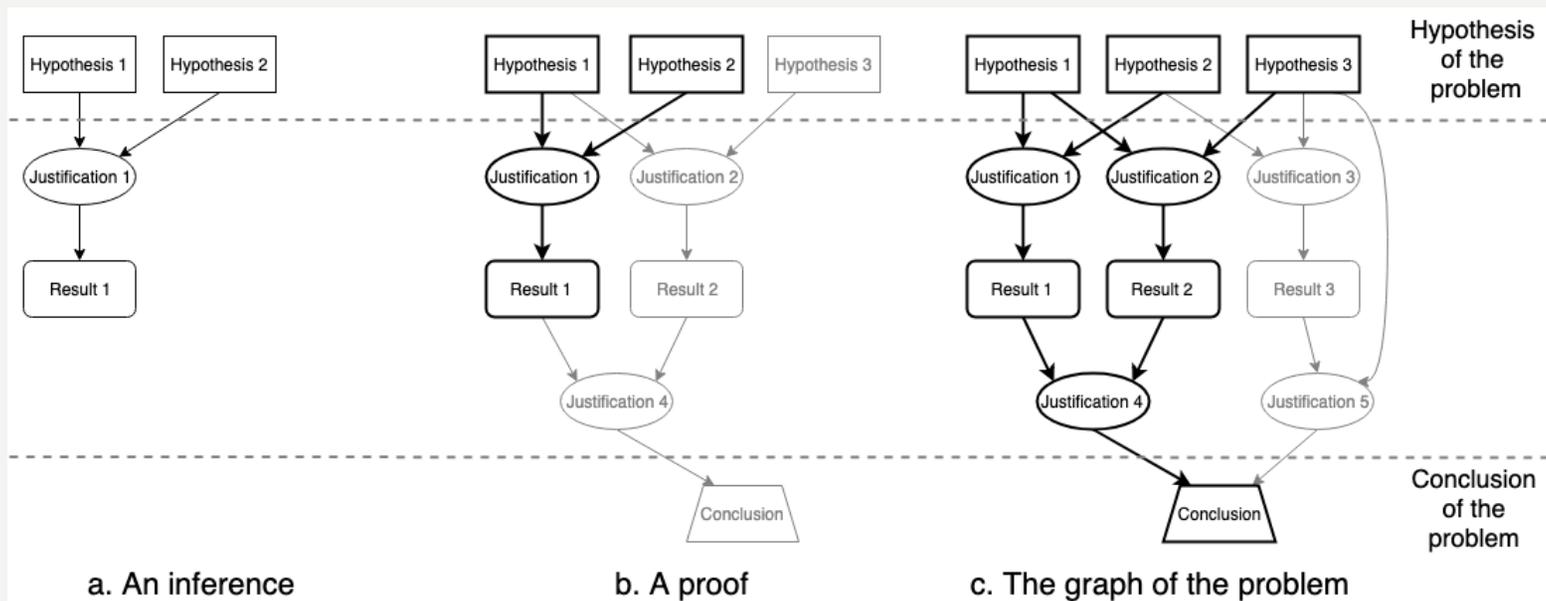 Hypothesis 1
Hypothesis 2
Justification 1
Result 1
a. An inference
Hypothesis 1
Hypothesis 2
Hypothesis 3
Justification 1
Justification 2
Result 1
Result 2
Justification 4
Conclusion
b. A proof
Hypothesis 1
Hypothesis 2
Hypothesis 3
Justification 1
Justification 2
Justification 3
Result 1
Result 2
Result 3
Justification 4
Justification 5
Conclusion
c. The graph of the problem
Hypothesis
of the
problem
Conclusion
of the
problem